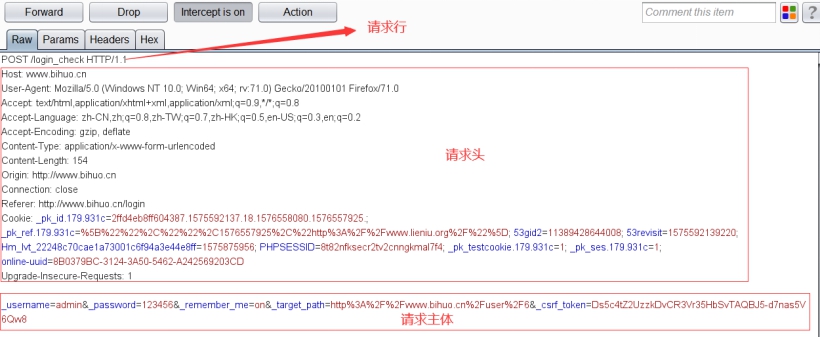 Forward Drop Intercept is on Action Comment this item ?
Raw Params Headers Hex 请求行
POST /login_check HTTP/1.1
Host: www.bihuo.cn
User-Agent: Mozilla/5.0 (Windows NT 10.0; Win64; x64; rv:71.0) Gecko/20100101 Firefox/71.0
Accept: text/html,application/xhtml+xml,application/xml;q=0.9,*/*;q=0.8
Accept-Language: zh-CN,zh;q=0.8,zh-TW;q=0.7,zh-HK;q=0.5,en-US;q=0.3,en;q=0.2
Accept-Encoding: gzip, deflate
Content-Type: application/x-www-form-urlencoded
请求头
Content-Length: 154
Origin: http://www.bihuo.cn
Connection: close
Referer: http://www.bihuo.cn/login
Cookie: _pk_id.179.931c=2ffd4eb8ff604387.1575592137.18.1576558080.1576557925.;
_pk_ref.179.931c=%5B%22%22%2C%22%22%2C1576557925%2C%22http%3A%2F%2Fwww.lieniu.org%2F%22%5D; 53gid2=11389428644008; 53revisit=1575592139220;
Hm_lvt_22248c70cae1a73001c6f94a3e44e8ff=1575875956; PHPSESSID=8t82nfksecr2tv2cnngkmal7f4; _pk_testcookie.179.931c=1; _pk_ses.179.931c=1;
online-uuid=8B0379BC-3124-3A50-5462-A242569203CD
Upgrade-Insecure-Requests: 1
_username=admin&_password=123456&_remember_me=on&_target_path=http%3A%2F%2Fwww.bihuo.cn%2Fuser%2F6&_csrf_token=Ds5c4tZ2UzzkDvCR3Vr35HbSvTAQBJ5-d7nas5V
6Qw8
请求主体